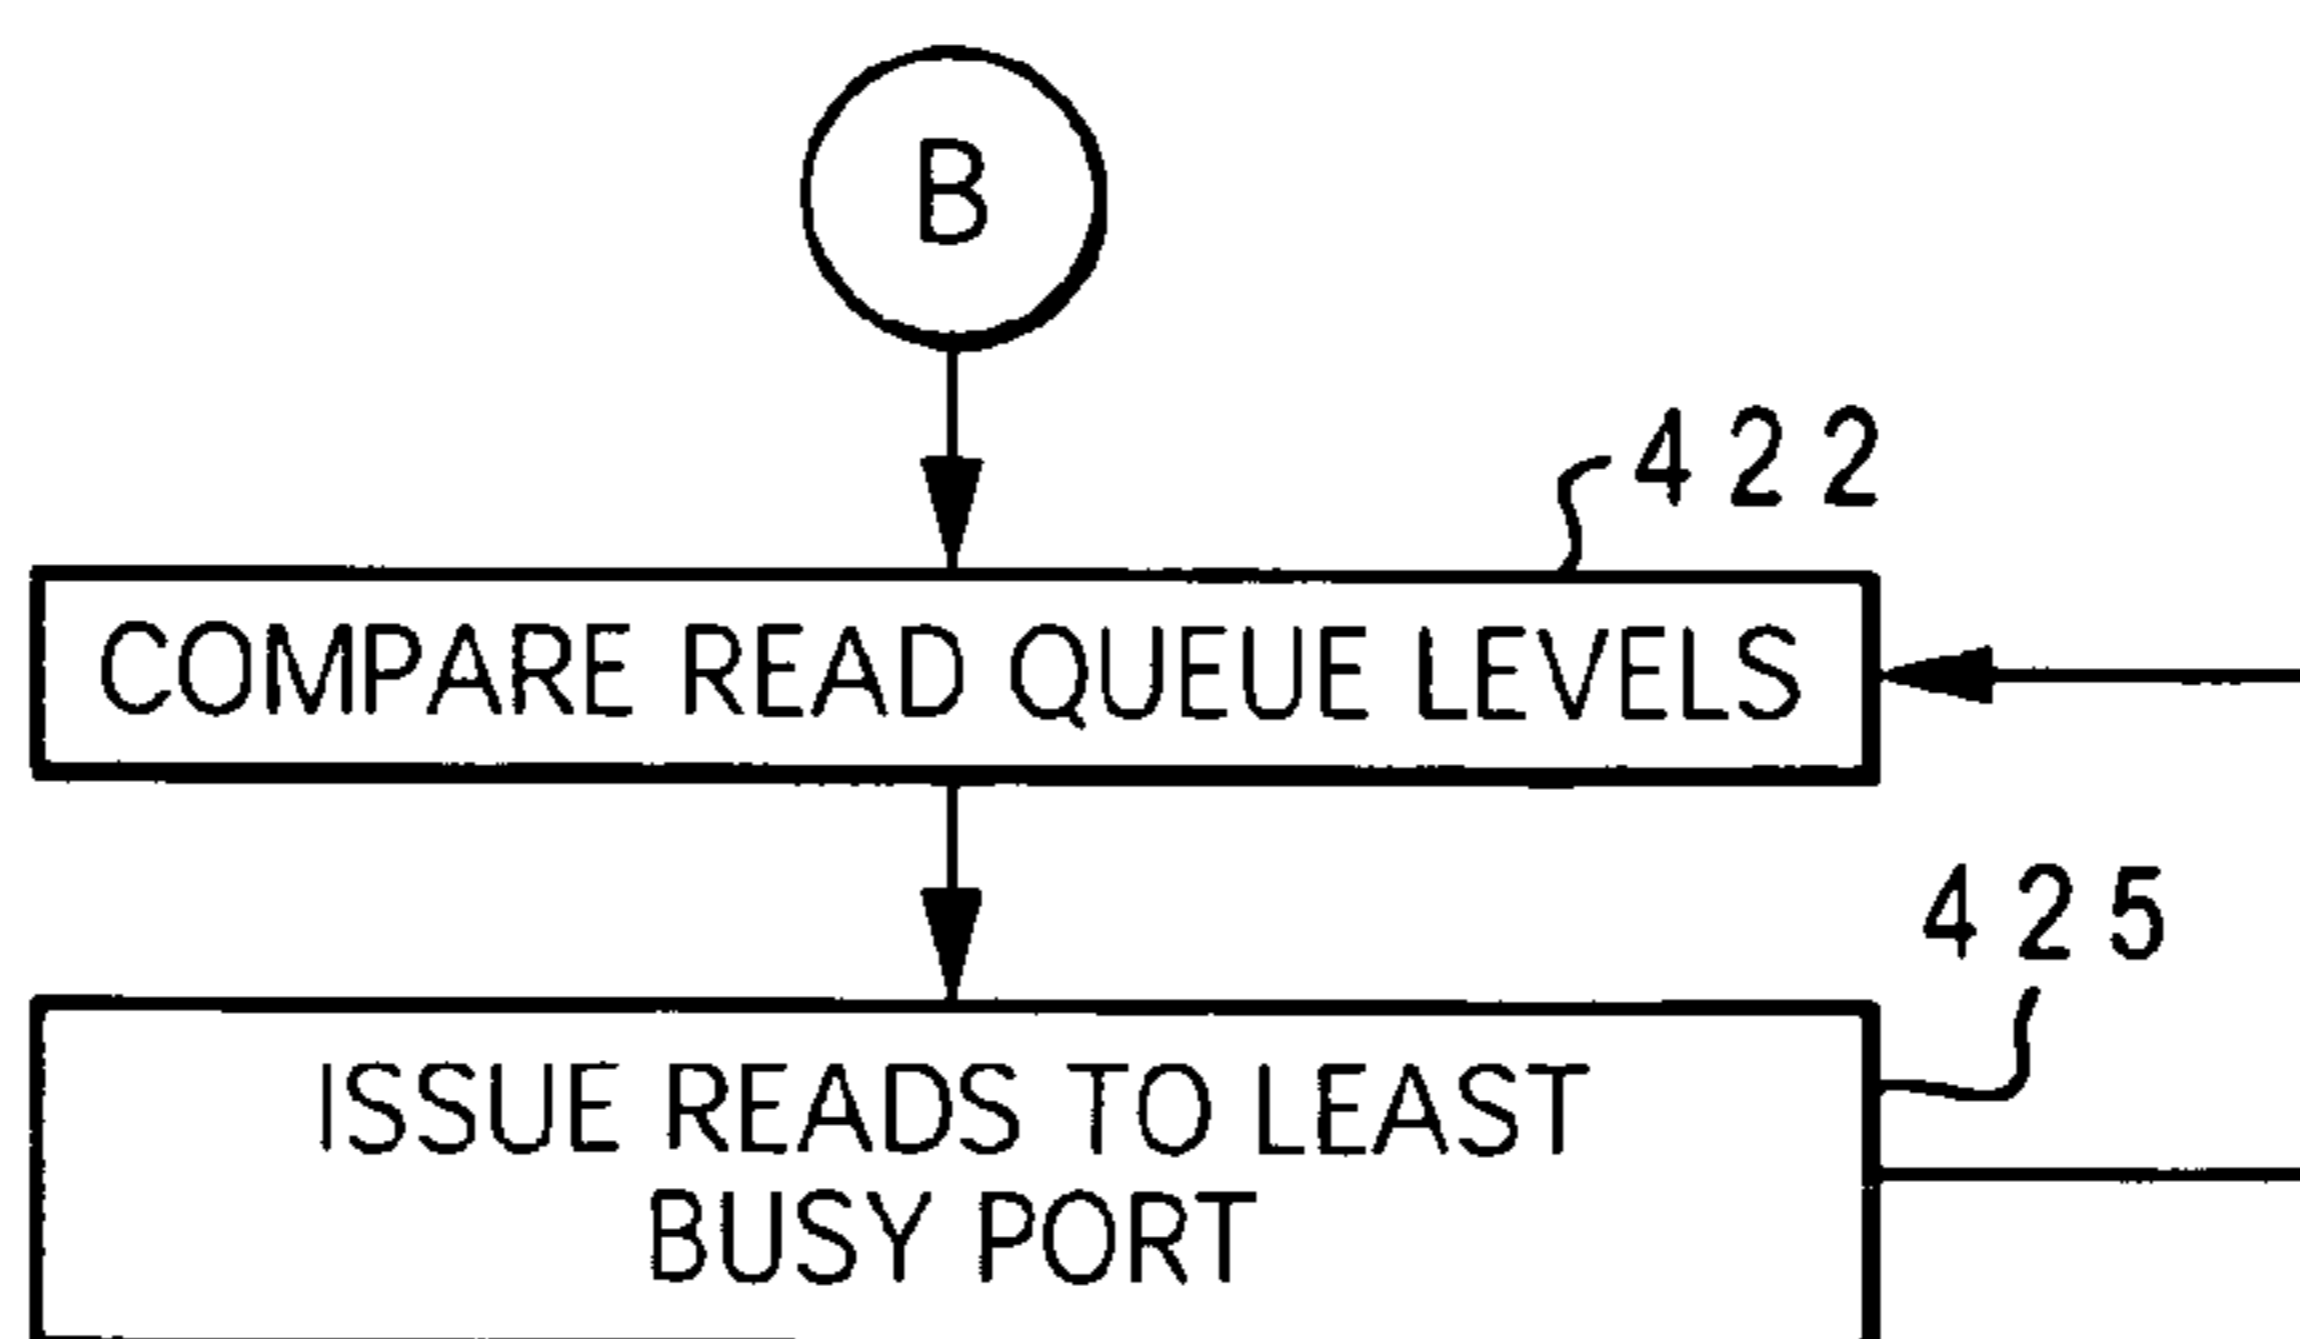 B
422
COMPARE READ QUEUE LEVELS
425
ISSUE READS TO LEAST
BUSY PORT